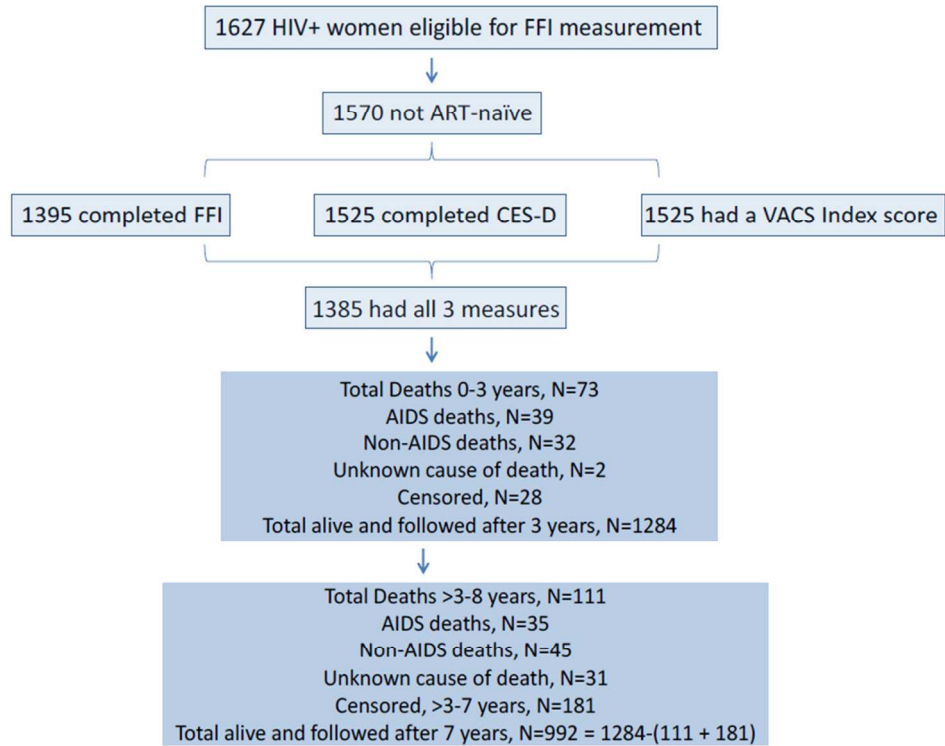 1627 HIV+ women eligible for FFI measurement
1570 not ART-naïve
1395 completed FFI
1525 completed CES-D
1525 had a VACS Index score
1385 had all 3 measures
Total Deaths 0-3 years, N=73
AIDS deaths, N=39
Non-AIDS deaths, N=32
Unknown cause of death, N=2
Censored, N=28
Total alive and followed after 3 years, N=1284
Total Deaths >3-8 years, N=111
AIDS deaths, N=35
Non-AIDS deaths, N=45
Unknown cause of death, N=31
Censored, >3-7 years, N=181
Total alive and followed after 7 years, N=992 = 1284-(111 + 181)